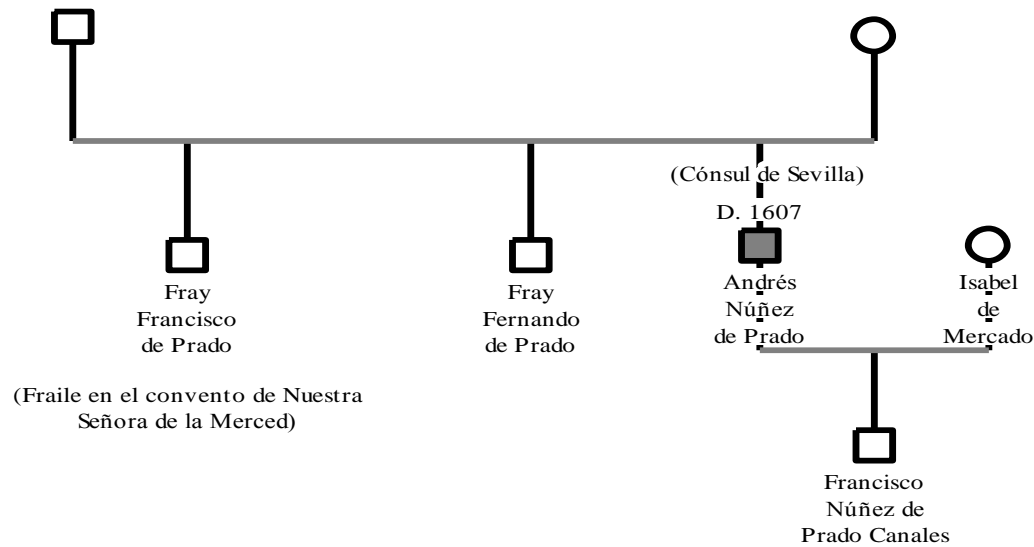 (Cónsul de Sevilla)
D. 1607
Fray
Francisco
de Prado
Fray
Fernando
de Prado
Andrés
Núñez
de Prado
Isabel
de
Mercado
(Fraile en el convento de Nuestra
Señora de la Merced)
Francisco
Núñez de
Prado Canales